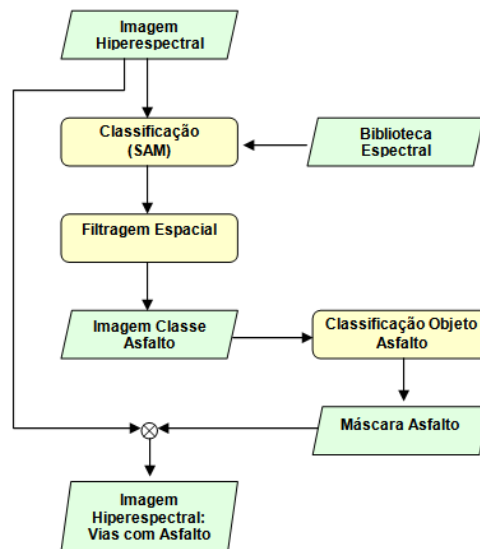 Imagem
Hiperespectral
Classificação
(SAM)
Biblioteca
Espectral
Filtragem Espacial
Imagem Classe
Asfalto
Classificação Objeto
Asfalto
Máscara Asfalto
Imagem
Hiperespectral:
Vias com Asfalto